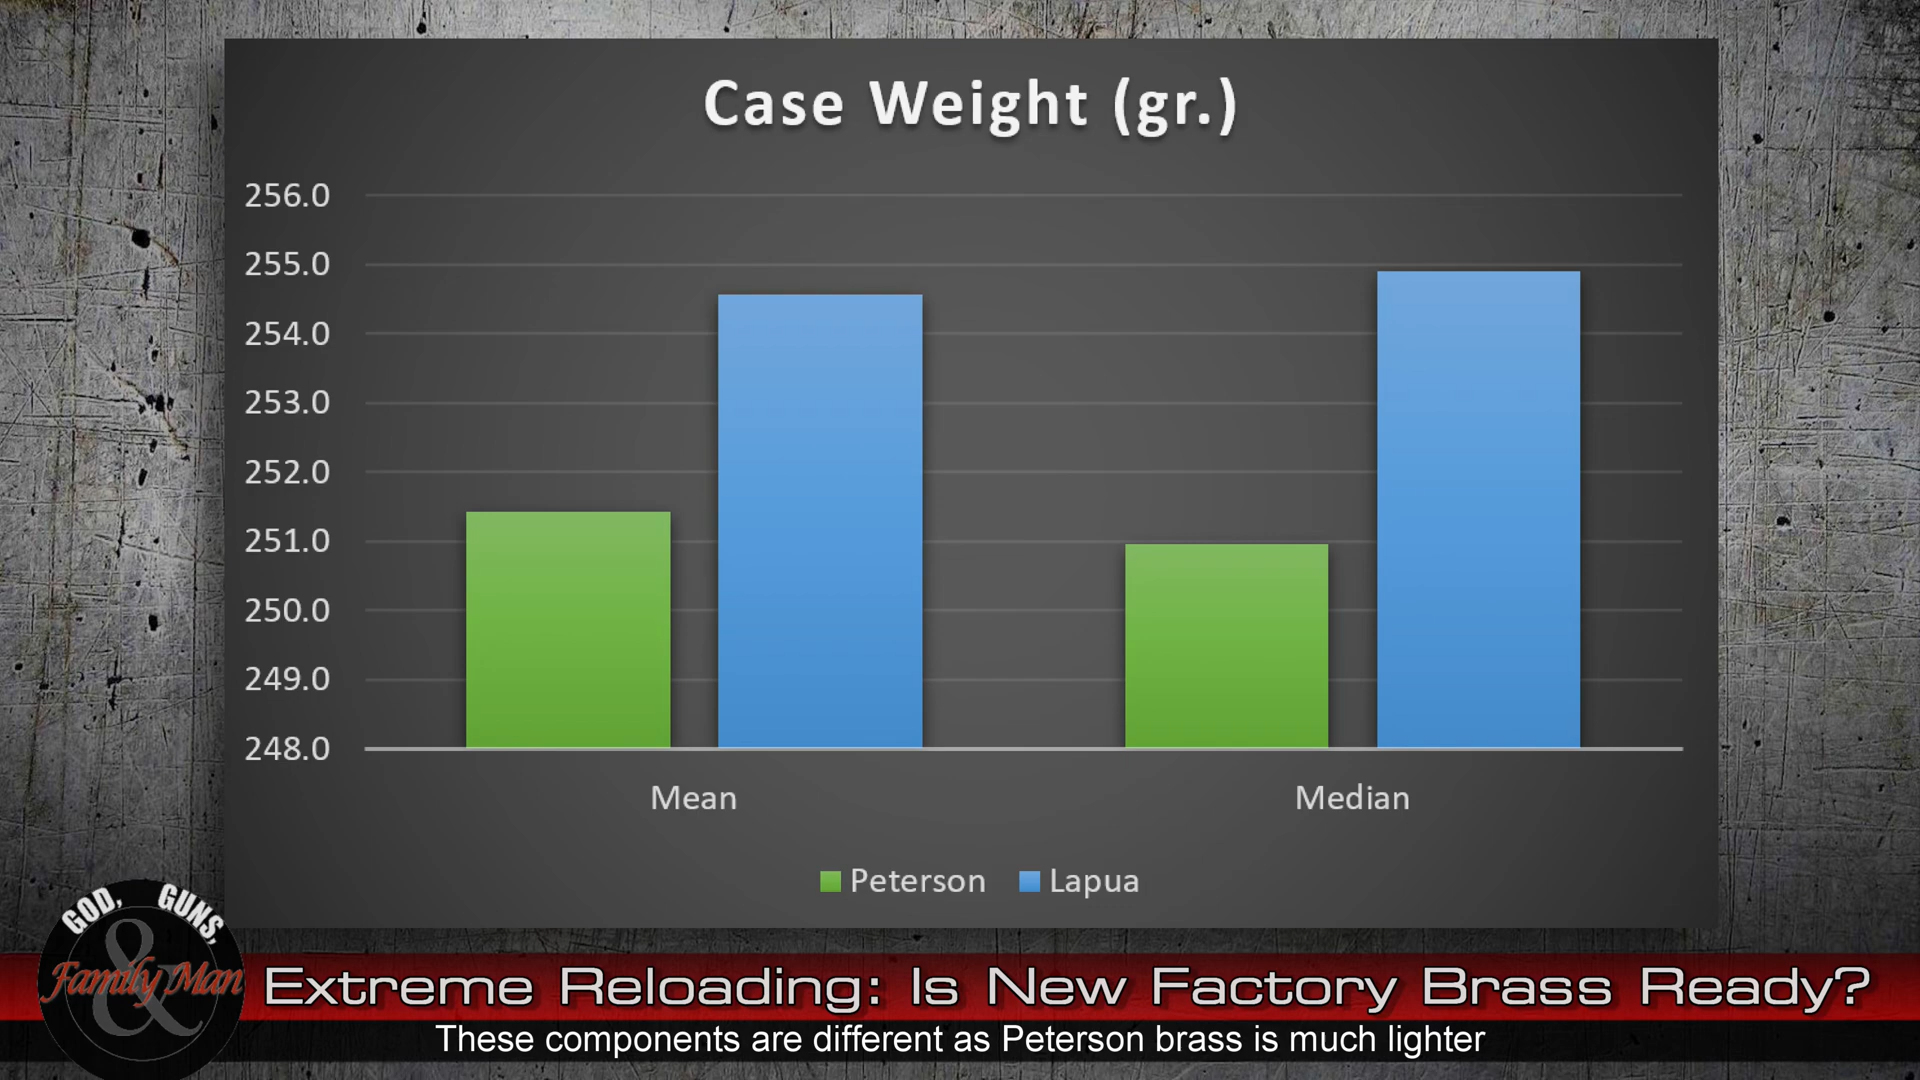 Case Weight (gr.)
256.0
255.0
254.0
253.0
252.0
251.0
250.0
249.0
248.0
Mean
Median
Peterson
Lapua
GOD, GUNS,
&
Family Man
Extreme Reloading: Is New Factory Brass Ready?
These components are different as Peterson brass is much lighter